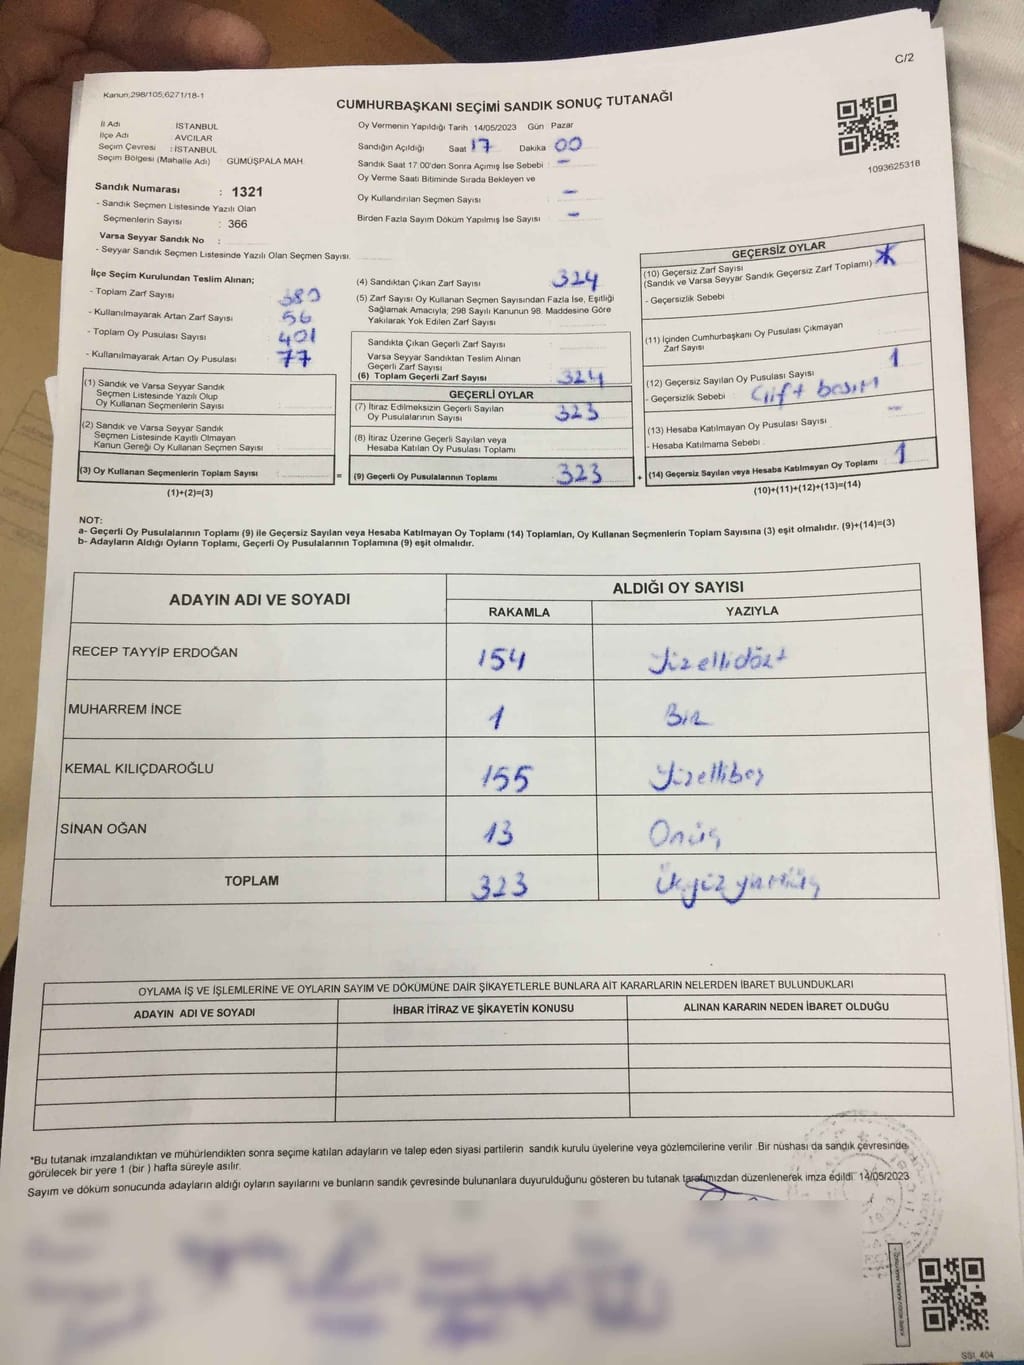 C/2
Kanun,298/105,6271/18-1
CUMHURBAŞKANI SEÇİMİ SANDIK SONUÇ TUTANAĞI
İl Adı İSTANBUL
İlçe Adı AVCILAR
Seçim Çevresi : İSTANBUL
Seçim Bölgesi (Mahalle Adı) GÜMÜŞPALA MAH.
Sandık Numarası : 1321
- Sandık Seçmen Listesinde Yazılı Olan
Seçmenlerin Sayısı : 366
Varsa Seyyar Sandık No :
- Seyyar Sandık Seçmen Listesinde Yazılı Olan Seçmen Sayısı.
Oy Vermenin Yapıldığı Tarih 14/05/2023 Gün Pazar
Sandığın Açıldığı Saat 17 Dakika 00
Sandık Saat 17:00'den Sonra Açımış İse Sebebi : -
Oy Verme Saati Bitiminde Sırada Bekleyen ve
Oy Kullandırılan Seçmen Sayısı -
Birden Fazla Sayım Döküm Yapılmış İse Sayısı -
1093625318
İlçe Seçim Kurulundan Teslim Alınan;
- Toplam Zarf Sayısı 380
- Kullanılmayarak Artan Zarf Sayısı 56
- Toplam Oy Pusulası Sayısı 401
- Kullanılmayarak Artan Oy Pusulası 77
(1) Sandık ve Varsa Seyyar Sandık
Seçmen Listesinde Yazılı Olup
Oy Kullanan Seçmenlerin Sayısı
(2) Sandık ve Varsa Seyyar Sandık
Seçmen Listesinde Kayıtlı Olmayan
Kanun Gereği Oy Kullanan Seçmen Sayısı
(3) Oy Kullanan Seçmenlerin Toplam Sayısı
(1)+(2)=(3)
(4) Sandıktan Çıkan Zarf Sayısı 324
(5) Zarf Sayısı Oy Kullanan Seçmen Sayısından Fazla İse, Eşitliği
Sağlamak Amacıyla; 298 Sayılı Kanunun 98. Maddesine Göre
Yakılarak Yok Edilen Zarf Sayısı
Sandıkta Çıkan Geçerli Zarf Sayısı
Varsa Seyyar Sandıktan Teslim Alınan
Geçerli Zarf Sayısı
(6) Toplam Geçerli Zarf Sayısı 324
GEÇERLİ OYLAR
(7) İtiraz Edilmeksizin Geçerli Sayılan
Oy Pusulalarının Sayısı 323
(8) İtiraz Üzerine Geçerli Sayılan veya
Hesaba Katılan Oy Pusulası Toplamı
= (9) Geçerli Oy Pusulalarının Toplamı 323
GEÇERSİZ OYLAR
(10) Geçersiz Zarf Sayısı
(Sandık ve Varsa Seyyar Sandık Geçersiz Zarf Toplamı)
- Geçersizlik Sebebi
(11) İçinden Cumhurbaşkanı Oy Pusulası Çıkmayan
Zarf Sayısı
(12) Geçersiz Sayılan Oy Pusulası Sayısı 1
- Geçersizlik Sebebi Çift basım
(13) Hesaba Katılmayan Oy Pusulası Sayısı -
- Hesaba Katılmama Sebebi
+ (14) Geçersiz Sayılan veya Hesaba Katılmayan Oy Toplamı 1
(10)+(11)+(12)+(13)=(14)
NOT:
a- Geçerli Oy Pusulalarının Toplamı (9) ile Geçersiz Sayılan veya Hesaba Katılmayan Oy Toplamı (14) Toplamları, Oy Kullanan Seçmenlerin Toplam Sayısına (3) eşit olmalıdır. (9)+(14)=(3)
b- Adayların Aldığı Oyların Toplamı, Geçerli Oy Pusulalarının Toplamına (9) eşit olmalıdır.
ADAYIN ADI VE SOYADI ALDIĞI OY SAYISI
RAKAMLA YAZIYLA
RECEP TAYYİP ERDOĞAN 154 Yüzellidört
MUHARREM İNCE 1 Bir
KEMAL KILIÇDAROĞLU 155 Yüzellibeş
SİNAN OĞAN 13 Onüç
TOPLAM 323 Üçyüzyirmiüç
OYLAMA İŞ VE İŞLEMLERİNE VE OYLARIN SAYIM VE DÖKÜMÜNE DAİR ŞİKAYETLERLE BUNLARA AİT KARARLARIN NELERDEN İBARET BULUNDUKLARI
ADAYIN ADI VE SOYADI İHBAR İTİRAZ VE ŞİKAYETİN KONUSU ALINAN KARARIN NEDEN İBARET OLDUĞU
*Bu tutanak imzalandıktan ve mühürlendikten sonra seçime katılan adayların ve talep eden siyasi partilerin sandık kurulu üyelerine veya gözlemcilerine verilir. Bir nüshası da sandık çevresinde
görülecek bir yere 1 (bir) hafta süreyle asılır.
Sayım ve döküm sonucunda adayların aldığı oyların sayılarını ve bunların sandık çevresinde bulunanlara duyurulduğunu gösteren bu tutanak tarafımızdan düzenlenerek imza edildi. 14/05/2023
SSI_404